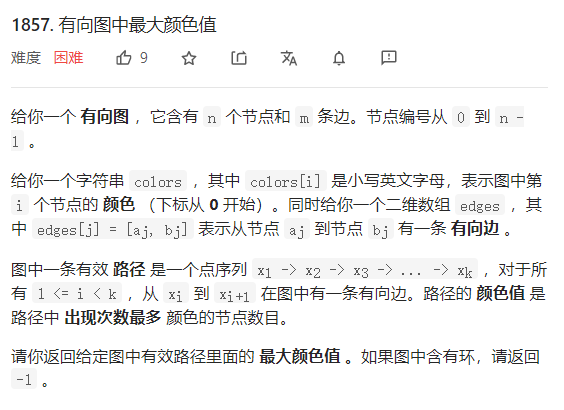 1857. 有向图中最大颜色值
难度 困难 9
给你一个 有向图 ，它含有 n 个节点和 m 条边。节点编号从 0 到 n -
1 。
给你一个字符串 colors ，其中 colors[i] 是小写英文字母，表示图中第
i 个节点的 颜色 （下标从 0 开始）。同时给你一个二维数组 edges ，其
中 edges[j] = [aj, bj] 表示从节点 aj 到节点 bj 有一条 有向边 。
图中一条有效 路径 是一个点序列 x1 -> x2 -> x3 -> ... -> xk ，对于所
有 1 <= i < k ，从 xi 到 xi+1 在图中有一条有向边。路径的 颜色值 是
路径中 出现次数最多 颜色的节点数目。
请你返回给定图中有效路径里面的 最大颜色值 。如果图中含有环，请返回
-1 。